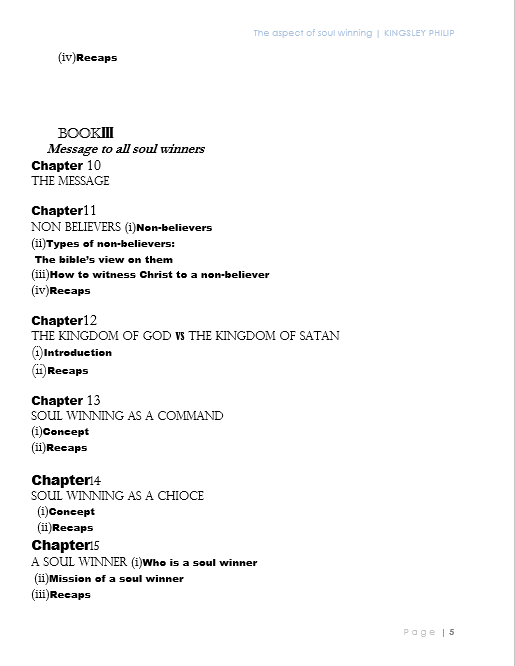 The aspect of soul winning | KINGSLEY PHILIP
(iv)Recaps
BOOKIII
Message to all soul winners
Chapter 10
THE MESSAGE
Chapter11
NON BELIEVERS (i)Non-believers
(ii)Types of non-believers:
The bible's view on them
(iii)How to witness Christ to a non-believer
(iv)Recaps
Chapter12
THE KINGDOM OF GOD VS THE KINGDOM OF SATAN
(i)Introduction
(ii)Recaps
Chapter 13
SOUL WINNING AS A COMMAND
(i)Concept
(ii)Recaps
Chapter14
SOUL WINNING AS A CHIOCE
(i)Concept
(ii)Recaps
Chapter15
A SOUL WINNER (i)Who is a soul winner
(ii)Mission of a soul winner
(iii)Recaps
Page | 5